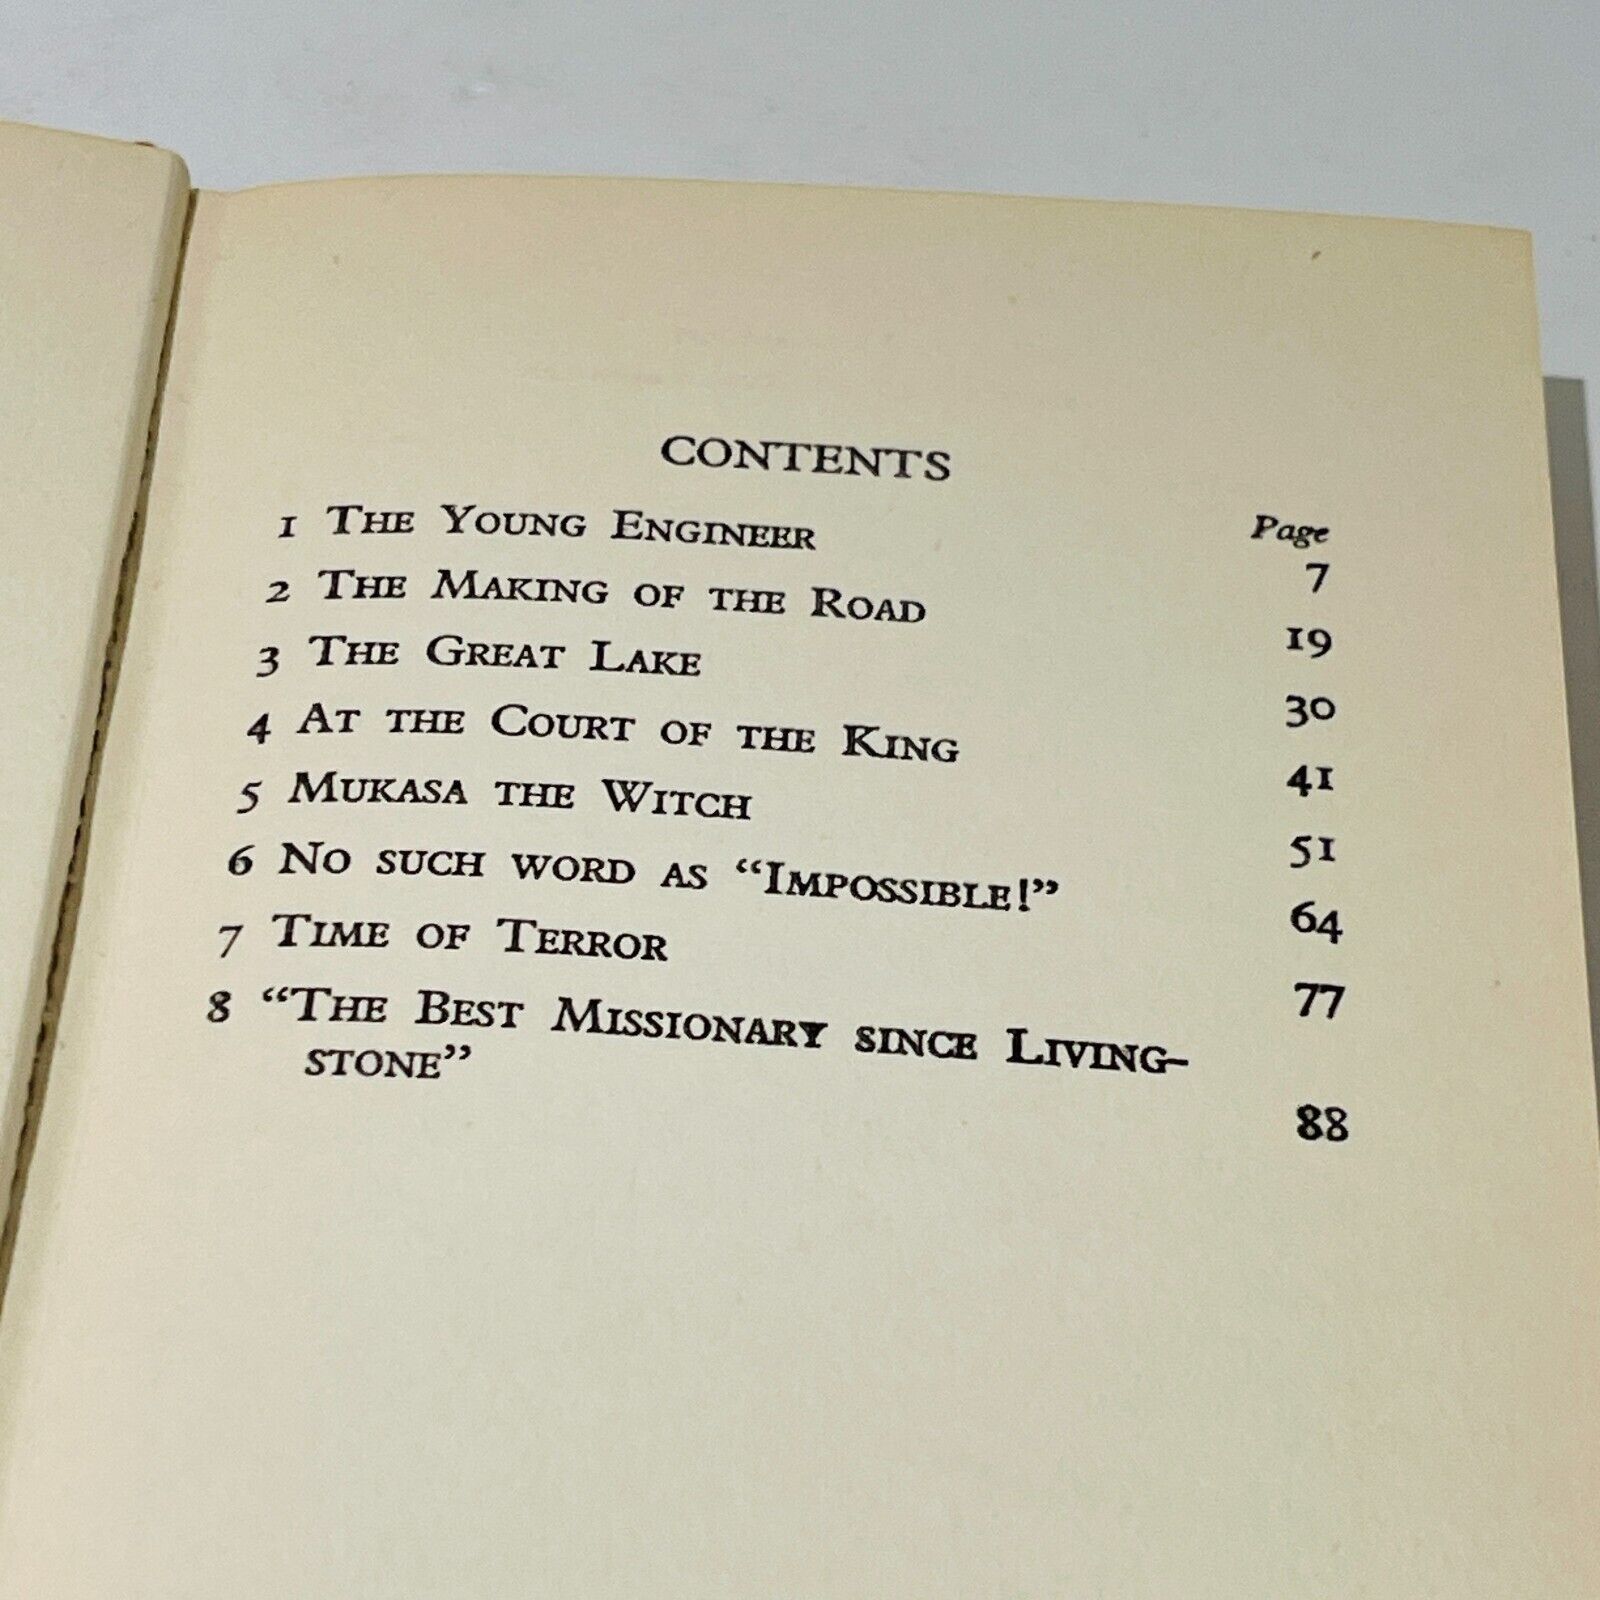 CONTENTS
Page
1 THE YOUNG ENGINEER 7
2 THE MAKING OF THE ROAD 19
3 THE GREAT LAKE 30
4 AT THE COURT OF THE KING 41
5 MUKASA THE WITCH 51
6 NO SUCH WORD AS “IMPOSSIBLE!” 64
7 TIME OF TERROR 77
8 “THE BEST MISSIONARY SINCE LIVING-
STONE” 88